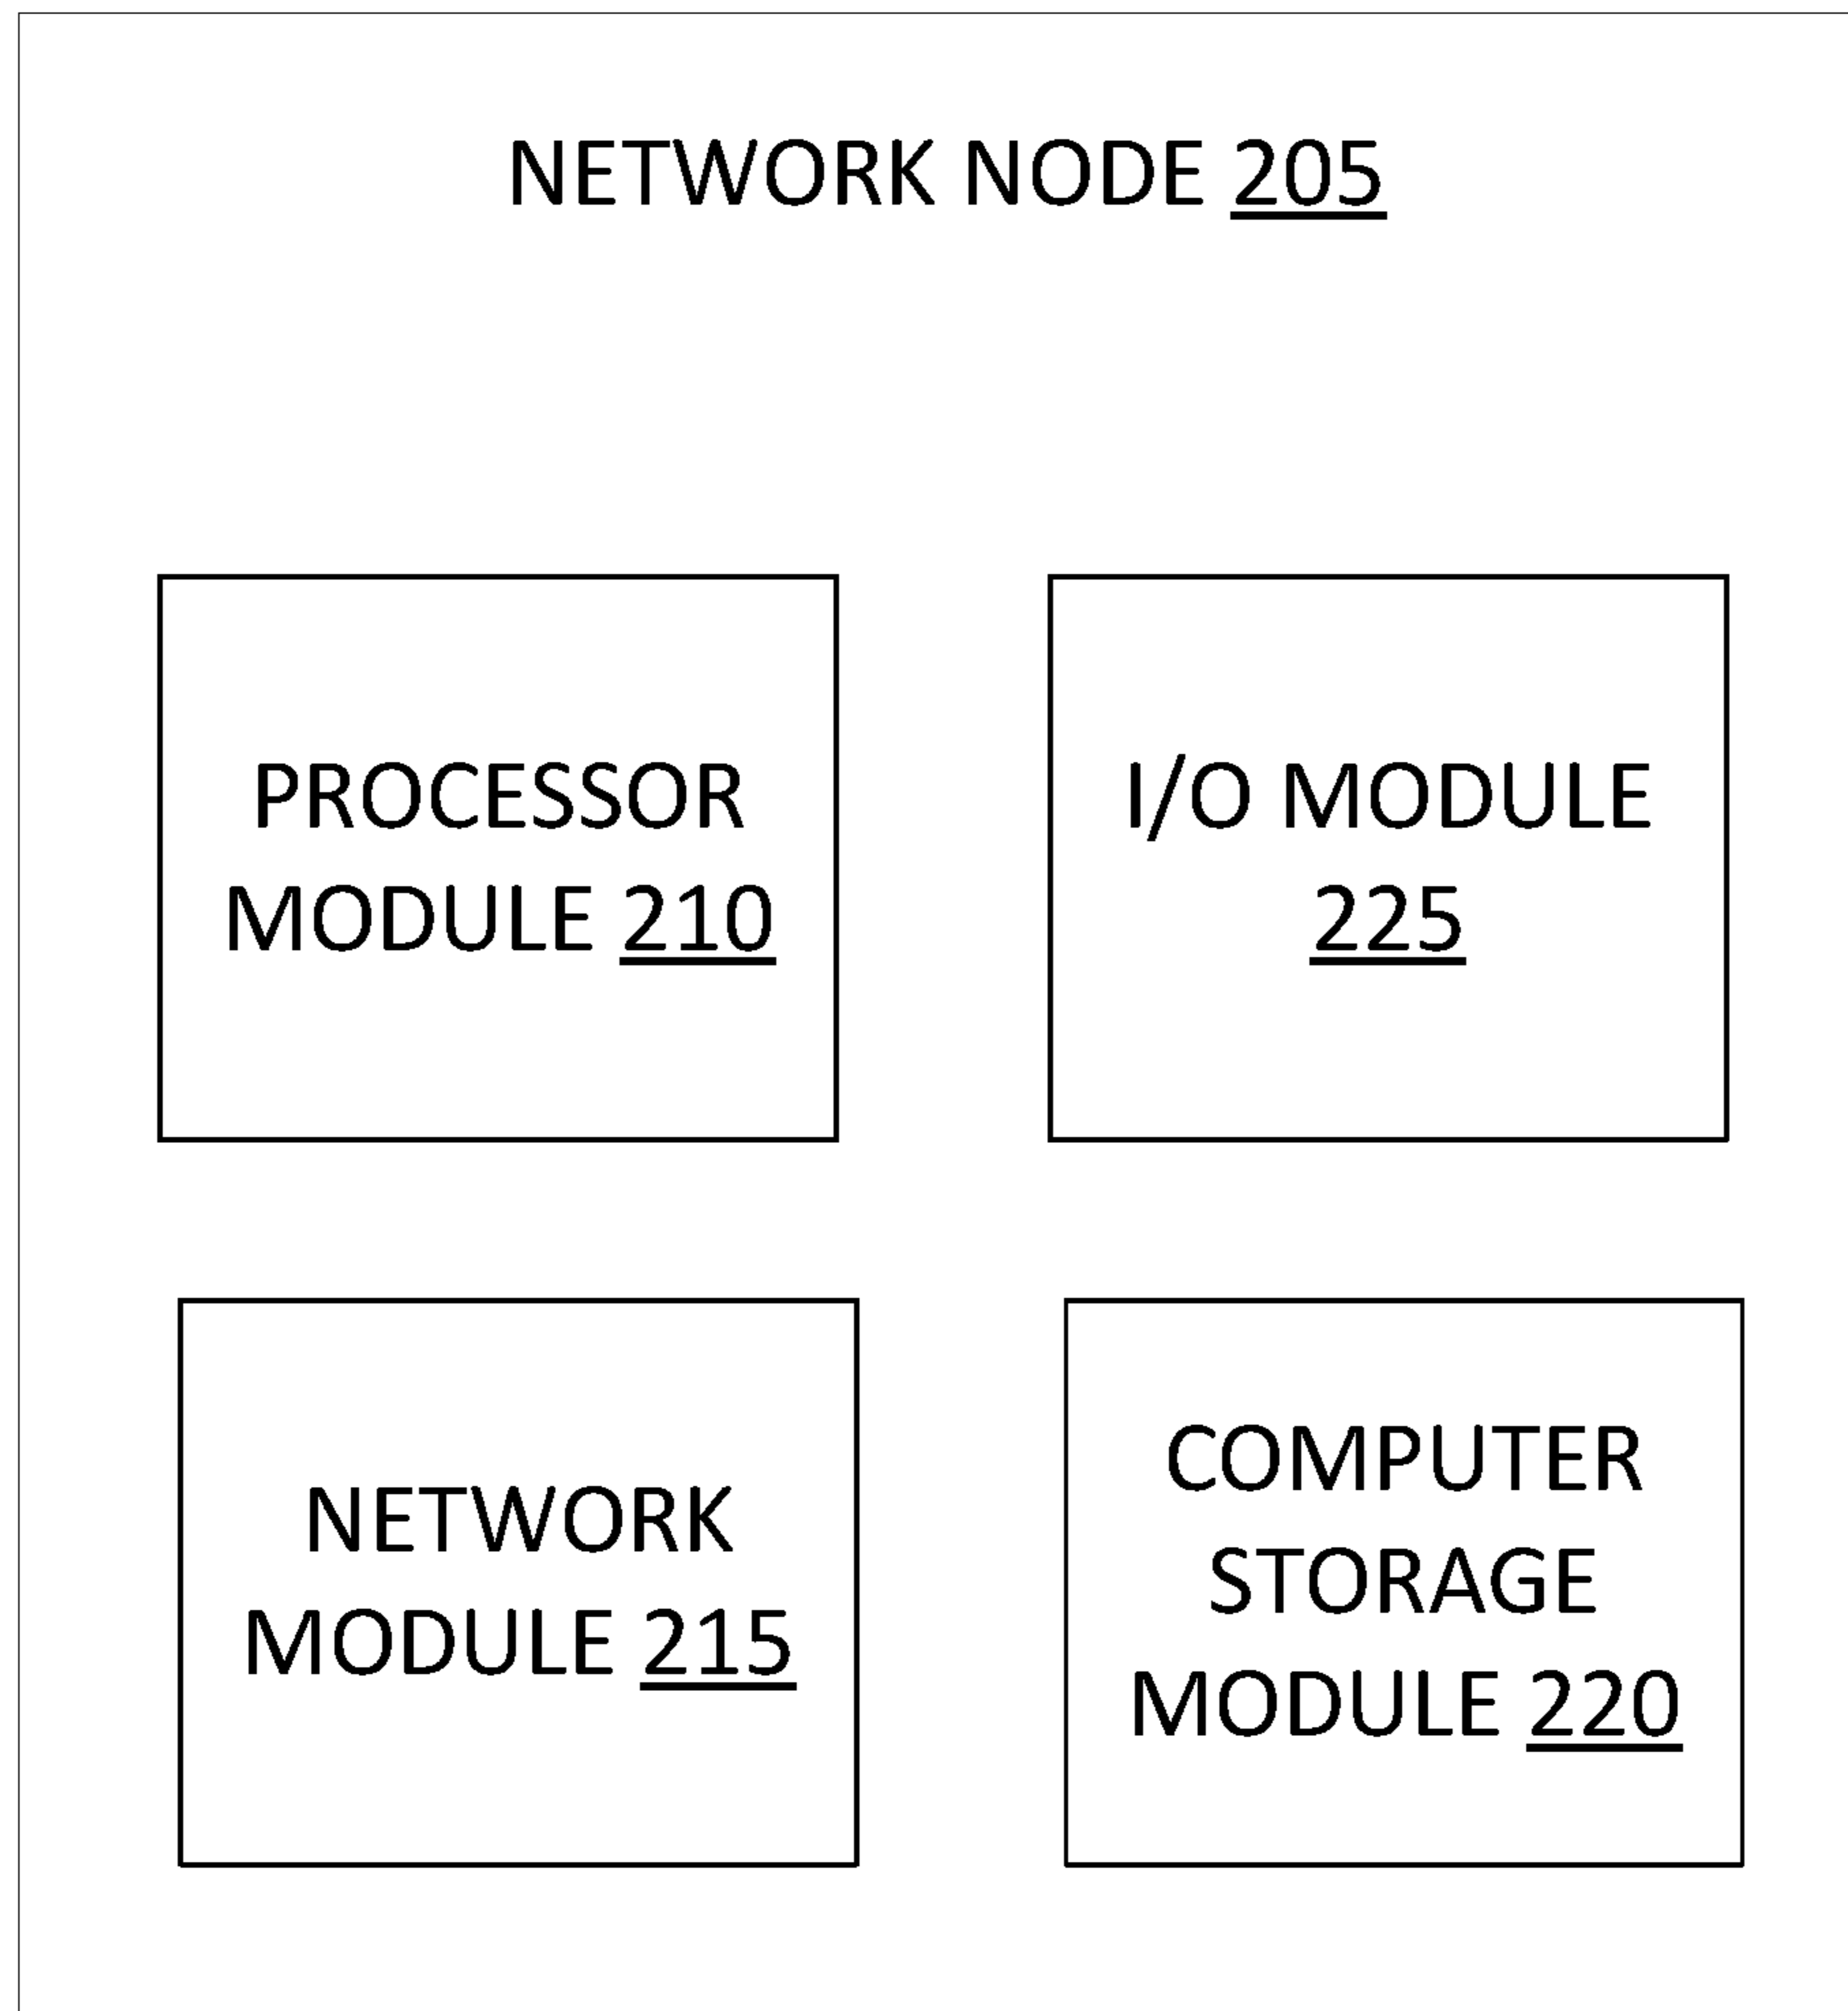 NETWORK NODE 205
PROCESSOR
MODULE 210
I/O MODULE
225
NETWORK
MODULE 215
COMPUTER
STORAGE
MODULE 220